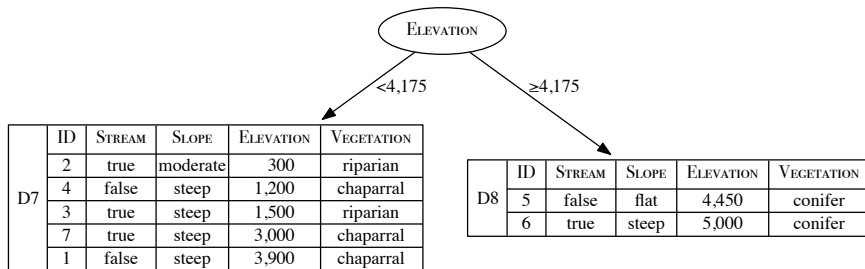 ELEVATION
<4,175
≥4,175
D7
ID STREAM SLOPE ELEVATION VEGETATION
2 true moderate 300 riparian
4 false steep 1,200 chaparral
3 true steep 1,500 riparian
7 true steep 3,000 chaparral
1 false steep 3,900 chaparral
D8
ID STREAM SLOPE ELEVATION VEGETATION
5 false flat 4,450 conifer
6 true steep 5,000 conifer